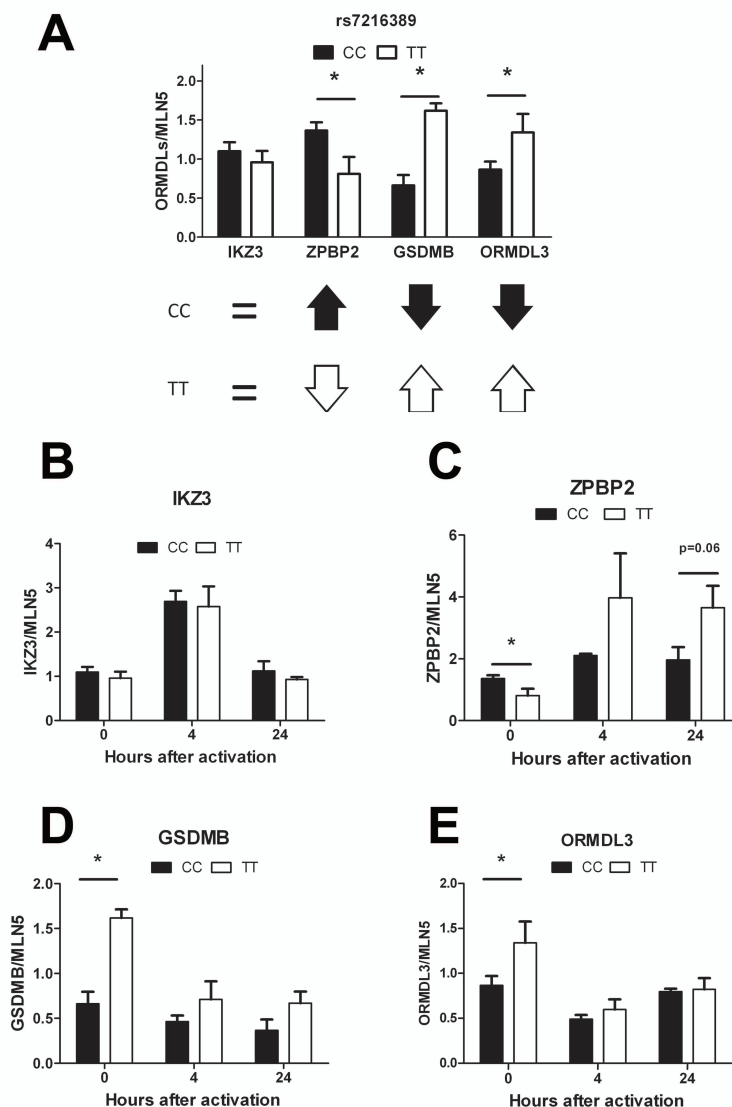 A
rs7216389
CC TT
* * *
ORMDLs/MLN5
2.0
1.5
1.0
0.5
0.0
IKZ3 ZPBP2 GSDMB ORMDL3
CC =
TT =
B
IKZ3
CC TT
IKZ3/MLN5
4
3
2
1
0
0 4 24
Hours after activation
C
ZPBP2
CC TT
p=0.06
*
ZPBP2/MLN5
6
4
2
0
0 4 24
Hours after activation
D
GSDMB
CC TT
*
GSDMB/MLN5
2.0
1.5
1.0
0.5
0.0
0 4 24
Hours after activation
E
ORMDL3
CC TT
*
ORMDL3/MLN5
2.0
1.5
1.0
0.5
0.0
0 4 24
Hours after activation